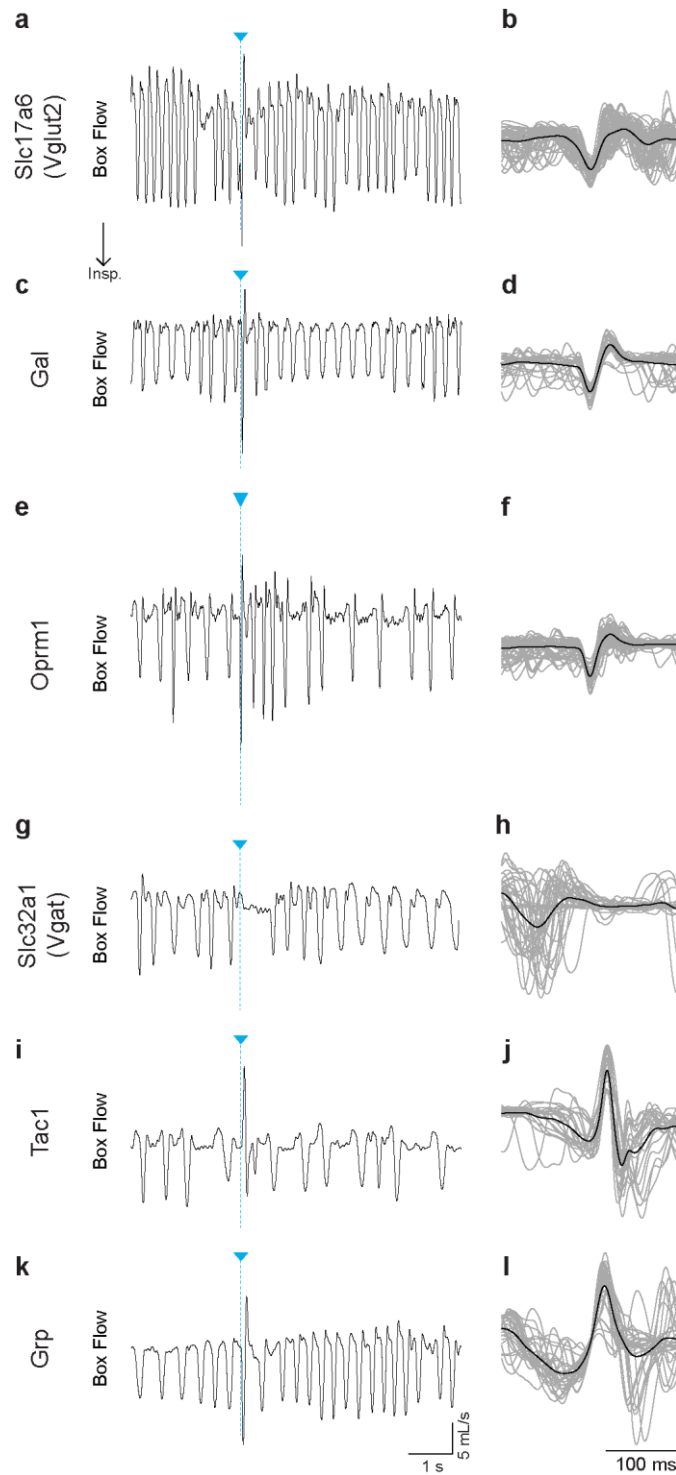 a
b
Slc17a6
(Vglut2)
Box Flow
Insp.
c
d
Gal
Box Flow
e
f
Oprm1
Box Flow
g
h
Slc32a1
(Vgat)
Box Flow
i
j
Tac1
Box Flow
k
l
Grp
Box Flow
5 mL/s
1 s
100 ms